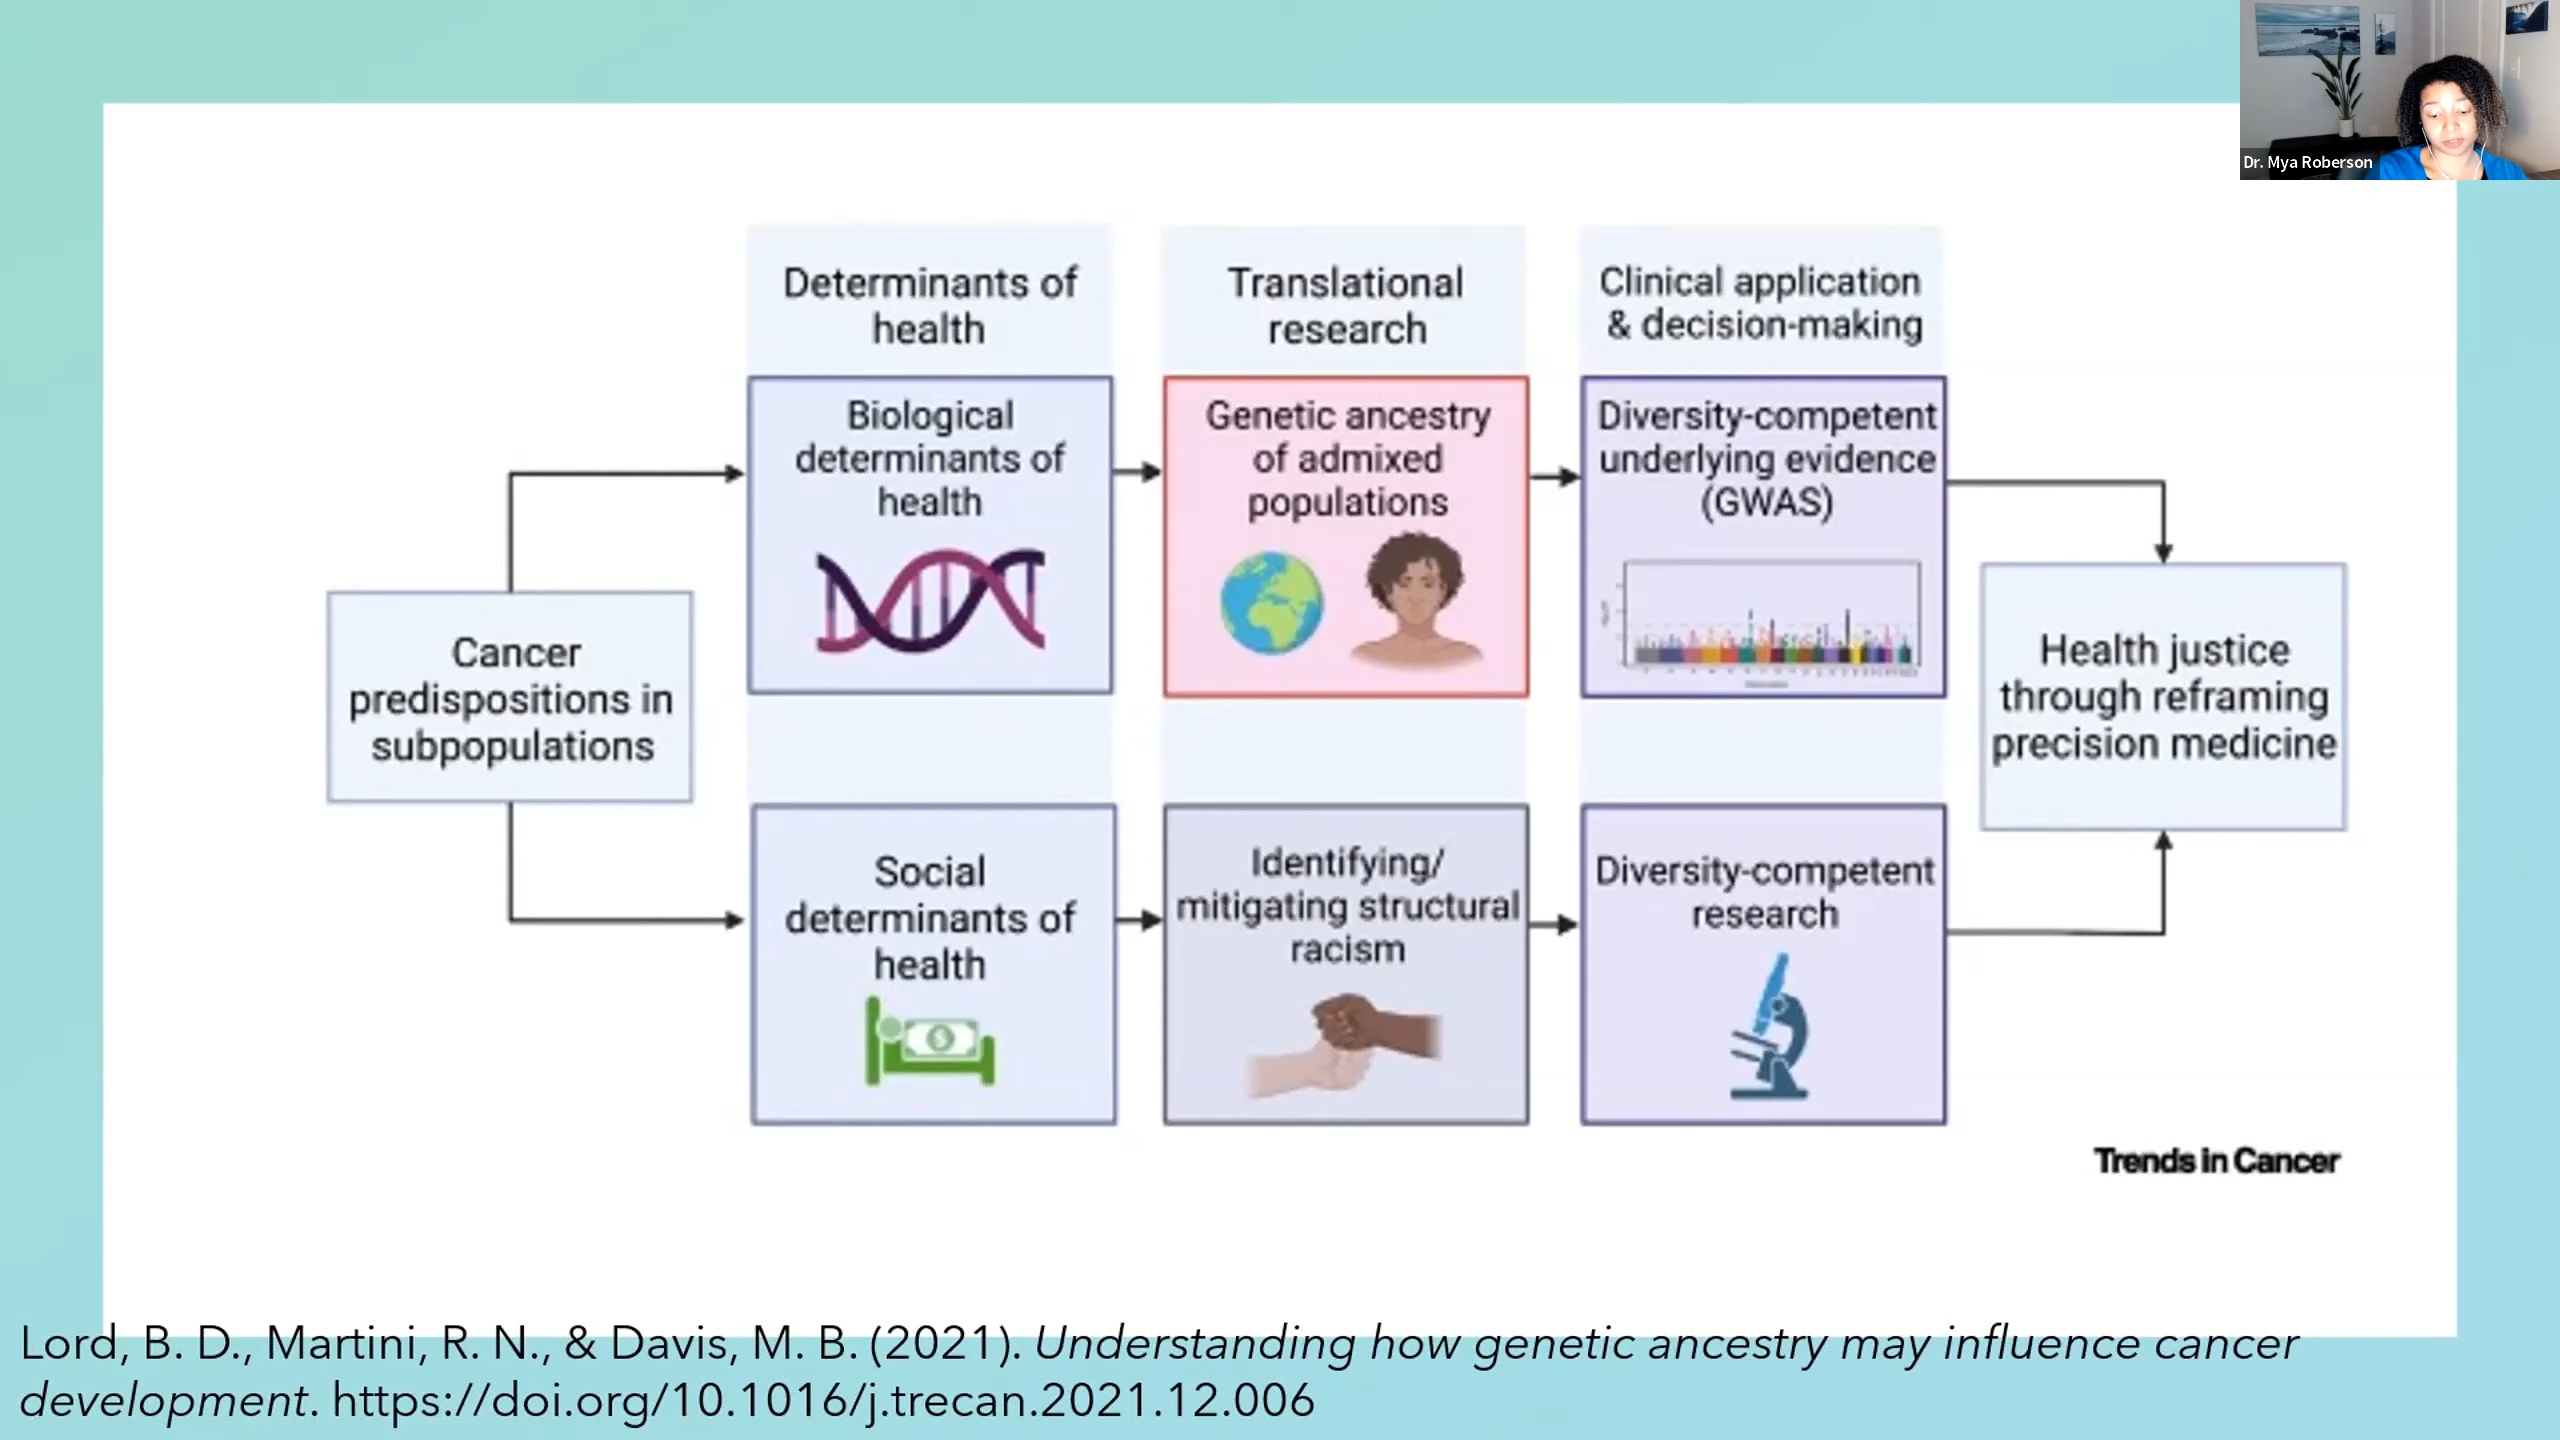 Dr. Mya Roberson
Determinants of
health
Translational
research
Clinical application
& decision-making
Biological
determinants of
health
Genetic ancestry
of admixed
populations
Diversity-competent
underlying evidence
(GWAS)
Cancer
predispositions in
subpopulations
Health justice
through reframing
precision medicine
Social
determinants of
health
Identifying/
mitigating structural
racism
Diversity-competent
research
Trends in Cancer
Lord, B. D., Martini, R. N., & Davis, M. B. (2021). Understanding how genetic ancestry may influence cancer
development. https://doi.org/10.1016/j.trecan.2021.12.006